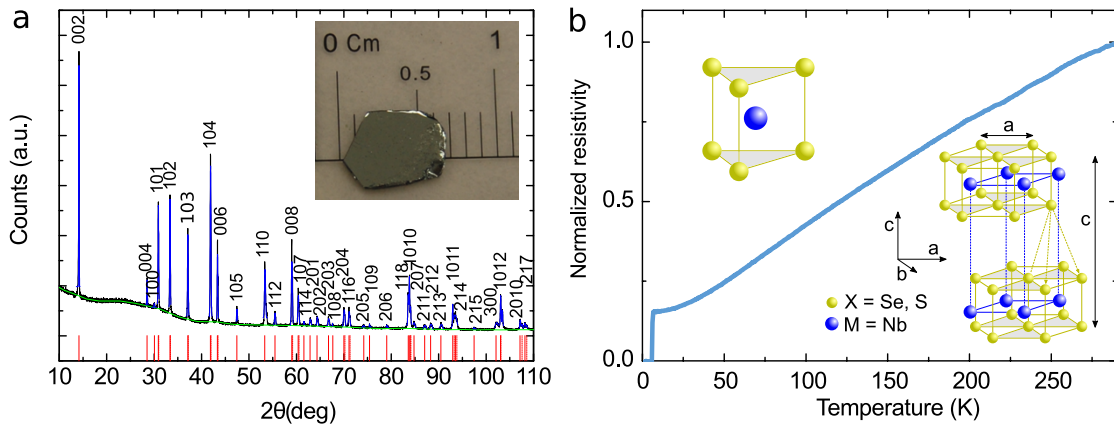 a
Counts (a.u.)
002
004
100
101
102
103
104
006
105
110
112
008
107
114
201
202
203
108
204
116
205
109
206
118
1010
207
211
212
213
1011
214
215
300
1012
2010
217
0 Cm
0.5
1
10 20 30 40 50 60 70 80 90 100 110
2θ(deg)
b
Normalized resistivity
1.0
0.5
0.0
0 50 100 150 200 250
Temperature (K)
a
c
c
a
b
X = Se, S
M = Nb